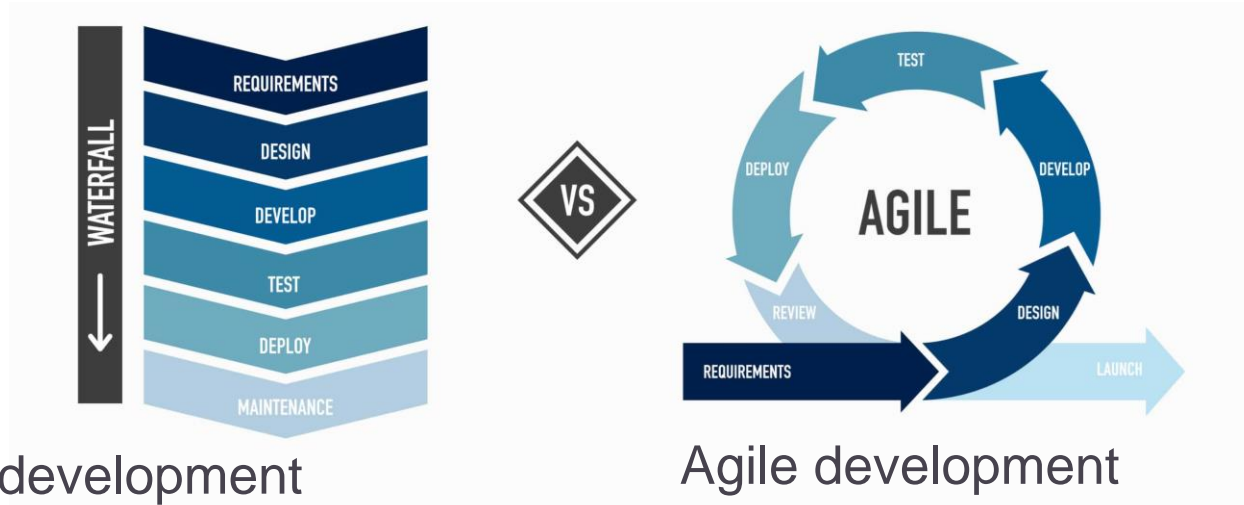 WATERFALL
REQUIREMENTS
DESIGN
DEVELOP
TEST
DEPLOY
MAINTENANCE
development
VS
AGILE
TEST
DEVELOP
DEPLOY
REVIEW
DESIGN
REQUIREMENTS
LAUNCH
Agile development